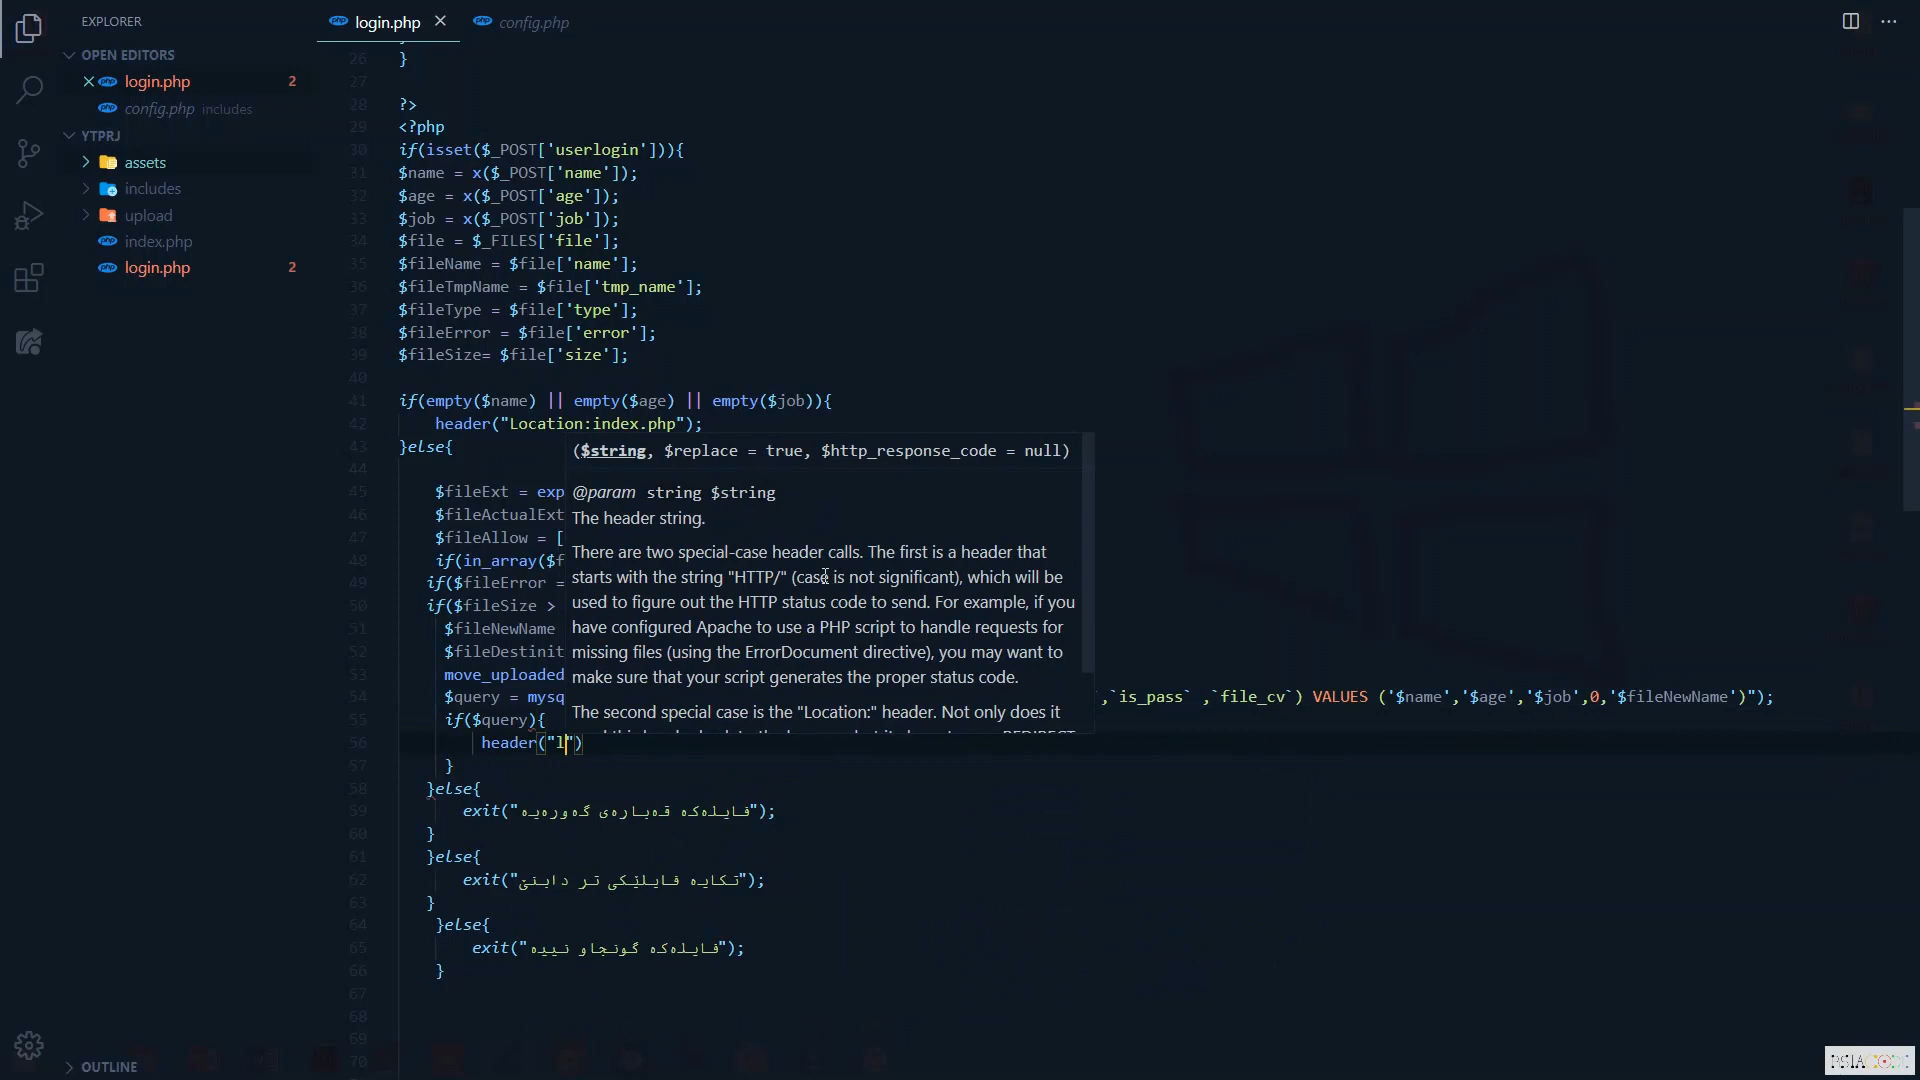 EXPLORER
OPEN EDITORS
login.php 2
config.php includes
YTPRJ
assets
includes
upload
index.php
login.php 2
OUTLINE
login.php
config.php
26 }
27
28 ?>
29 <?php
30 if(isset($_POST['userlogin'])){
31 $name = x($_POST['name']);
32 $age = x($_POST['age']);
33 $job = x($_POST['job']);
34 $file = $_FILES['file'];
35 $fileName = $file['name'];
36 $fileTmpName = $file['tmp_name'];
37 $fileType = $file['type'];
38 $fileError = $file['error'];
39 $fileSize= $file['size'];
40
41 if(empty($name) || empty($age) || empty($job)){
42 header("Location:index.php");
43 }else{
44
45 $fileExt = exp
46 $fileActualExt
47 $fileAllow = [
48 if(in_array($f
49 if($fileError =
50 if($fileSize >
51 $fileNewName
52 $fileDestinit
53 move_uploaded
54 $query = mysq ,`is_pass` ,`file_cv`) VALUES ('$name','$age','$job',0,'$fileNewName')");
55 if($query){
56 header("l")
57 }
58 }else{
59 exit("فایلەکە قەبارەی گەورەیە");
60 }
61 }else{
62 exit("تکایە فایلێکی تر دابنێ");
63 }
64 }else{
65 exit("فایلەکە گونجاو نییە");
66 }
67
68
69
70
($string, $replace = true, $http_response_code = null)
@param string $string
The header string.
There are two special-case header calls. The first is a header that
starts with the string "HTTP/" (case is not significant), which will be
used to figure out the HTTP status code to send. For example, if you
have configured Apache to use a PHP script to handle requests for
missing files (using the ErrorDocument directive), you may want to
make sure that your script generates the proper status code.
The second special case is the "Location:" header. Not only does it